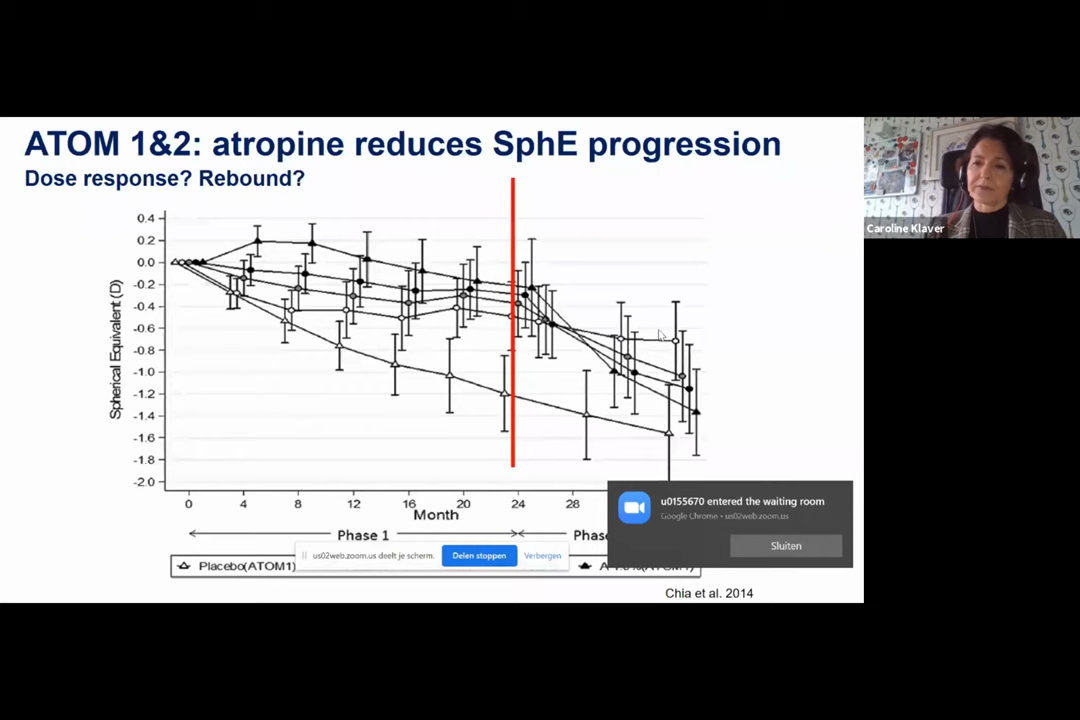 ATOM 1&2: atropine reduces SphE progression
Dose response? Rebound?
Caroline Klaver
0.4
0.2
0.0
-0.2
-0.4
-0.6
-0.8
-1.0
-1.2
-1.4
-1.6
-1.8
-2.0
Spherical Equivalent (D)
0 4 8 12 16 20 24 28
Month
Phase 1
Phas
u0155670 entered the waiting room
Google Chrome • us02web.zoom.us
Sluiten
us02web.zoom.us deelt je scherm.
Delen stoppen
Verbergen
Placebo(ATOM1)
Chia et al. 2014